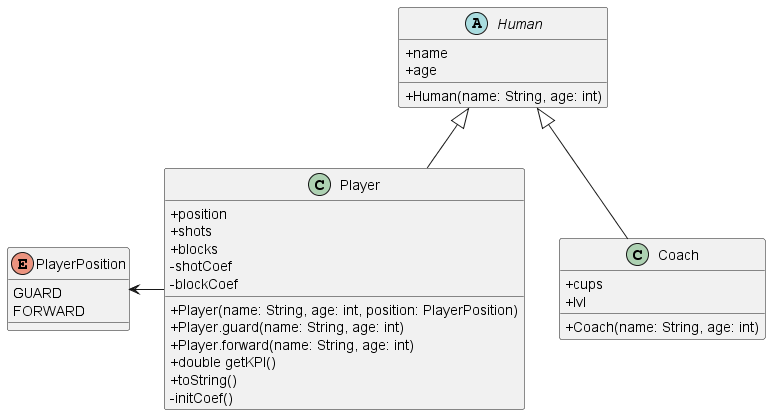 A Human
+name
+age
+Human(name: String, age: int)
C Player
+position
+shots
+blocks
-shotCoef
-blockCoef
+Player(name: String, age: int, position: PlayerPosition)
+Player.guard(name: String, age: int)
+Player.forward(name: String, age: int)
+double getKPI()
+toString()
-initCoef()
E PlayerPosition
GUARD
FORWARD
C Coach
+cups
+lvl
+Coach(name: String, age: int)